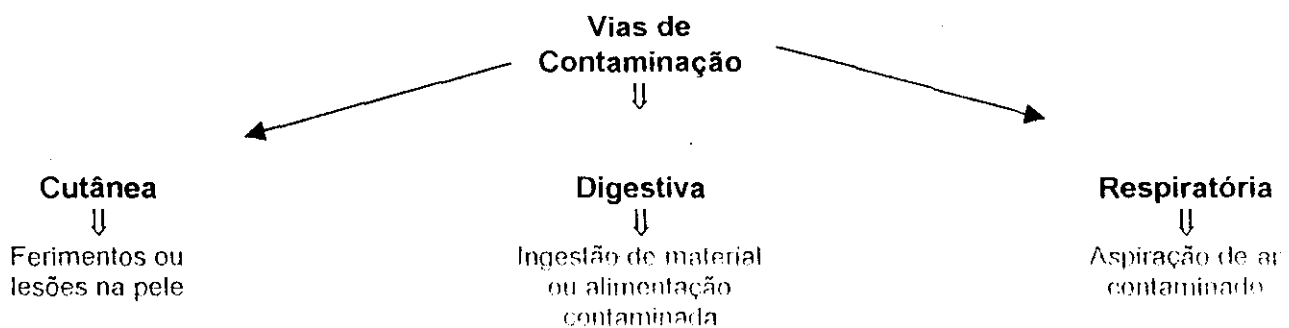 Vias de
Contaminação
Cutânea
Ferimentos ou
lesões na pele
Digestiva
Ingestão de material
ou alimentação
contaminada
Respiratória
Aspiração de ar
contaminado